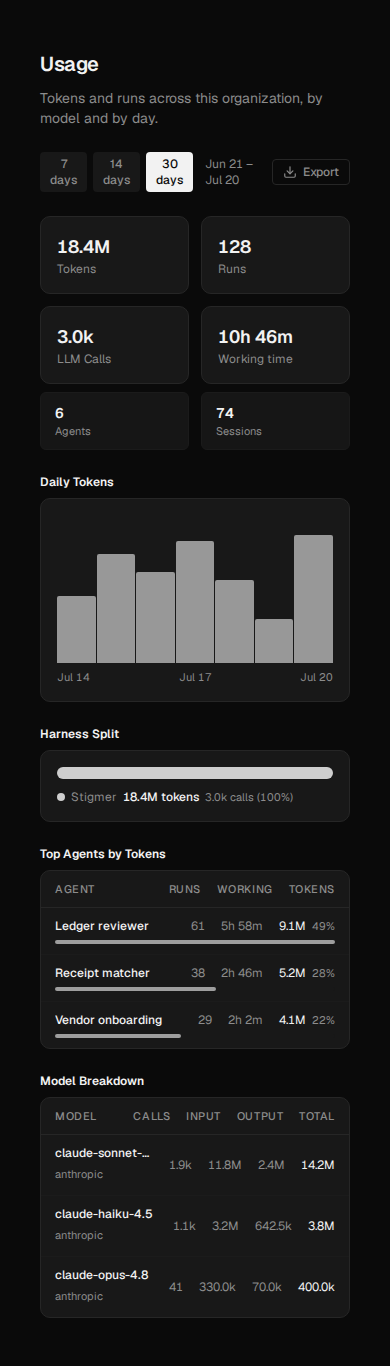 Usage
Tokens and runs across this organization, by
model and by day.
7 days
14 days
30 days
Jun 21 – Jul 20
Export
18.4M
Tokens
128
Runs
3.0k
LLM Calls
10h 46m
Working time
6
Agents
74
Sessions
Daily Tokens
Jul 14 Jul 17 Jul 20
Harness Split
Stigmer 18.4M tokens 3.0k calls (100%)
Top Agents by Tokens
AGENT RUNS WORKING TOKENS
Ledger reviewer 61 5h 58m 9.1M 49%
Receipt matcher 38 2h 46m 5.2M 28%
Vendor onboarding 29 2h 2m 4.1M 22%
Model Breakdown
MODEL CALLS INPUT OUTPUT TOTAL
claude-sonnet-… 1.9k 11.8M 2.4M 14.2M
anthropic
claude-haiku-4.5 1.1k 3.2M 642.5k 3.8M
anthropic
claude-opus-4.8 41 330.0k 70.0k 400.0k
anthropic